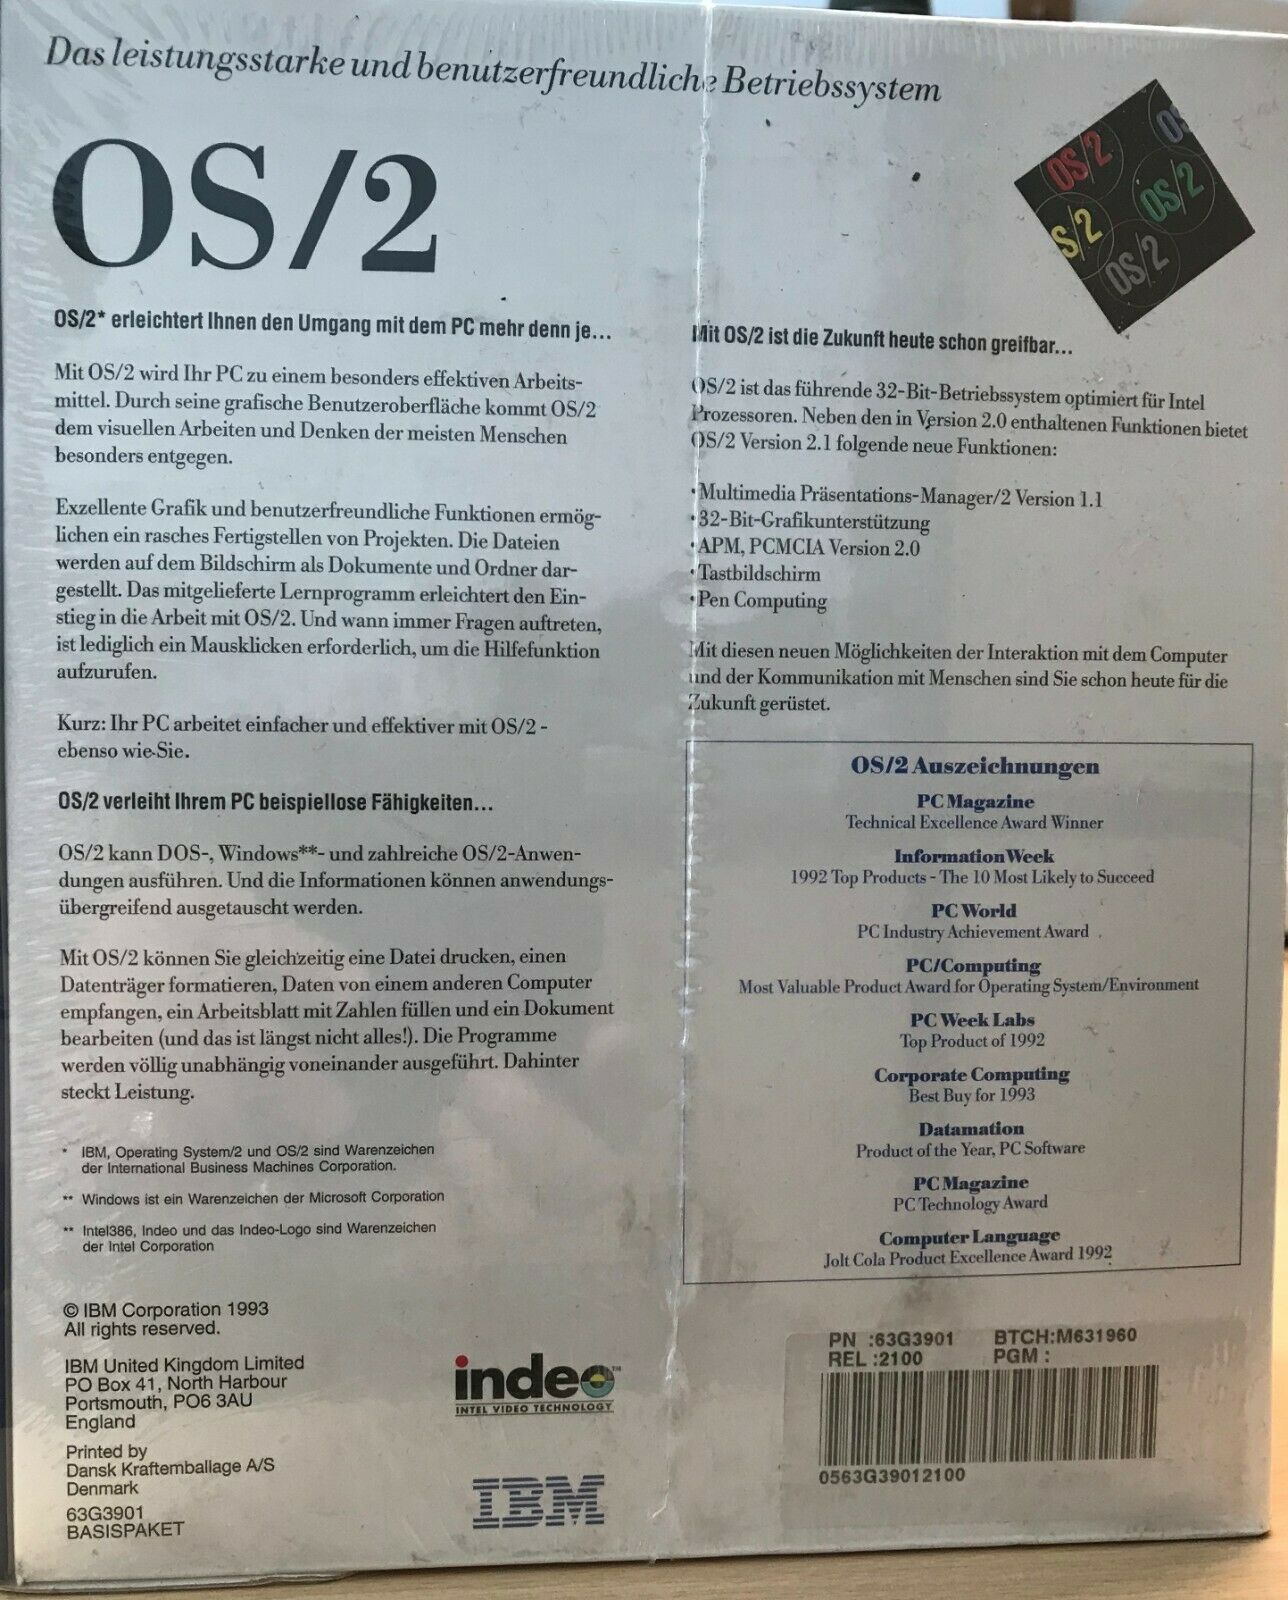 Das leistungsstarke und benutzerfreundliche Betriebssystem
OS/2
OS/2
OS
OS/2
S/2
OS/2
OS/2* erleichtert Ihnen den Umgang mit dem PC mehr denn je...
Mit OS/2 wird Ihr PC zu einem besonders effektiven Arbeits-
mittel. Durch seine grafische Benutzeroberfläche kommt OS/2
dem visuellen Arbeiten und Denken der meisten Menschen
besonders entgegen.
Exzellente Grafik und benutzerfreundliche Funktionen ermög-
lichen ein rasches Fertigstellen von Projekten. Die Dateien
werden auf dem Bildschirm als Dokumente und Ordner dar-
gestellt. Das mitgelieferte Lernprogramm erleichtert den Ein-
stieg in die Arbeit mit OS/2. Und wann immer Fragen auftreten,
ist lediglich ein Mausklicken erforderlich, um die Hilfefunktion
aufzurufen.
Kurz: Ihr PC arbeitet einfacher und effektiver mit OS/2 -
ebenso wie Sie.
OS/2 verleiht Ihrem PC beispiellose Fähigkeiten...
OS/2 kann DOS-, Windows**- und zahlreiche OS/2-Anwen-
dungen ausführen. Und die Informationen können anwendungs-
übergreifend ausgetauscht werden.
Mit OS/2 können Sie gleichzeitig eine Datei drucken, einen
Datenträger formatieren, Daten von einem anderen Computer
empfangen, ein Arbeitsblatt mit Zahlen füllen und ein Dokument
bearbeiten (und das ist längst nicht alles!). Die Programme
werden völlig unabhängig voneinander ausgeführt. Dahinter
steckt Leistung.
* IBM, Operating System/2 und OS/2 sind Warenzeichen
der International Business Machines Corporation.
** Windows ist ein Warenzeichen der Microsoft Corporation
** Intel386, Indeo und das Indeo-Logo sind Warenzeichen
der Intel Corporation
© IBM Corporation 1993
All rights reserved.
IBM United Kingdom Limited
PO Box 41, North Harbour
Portsmouth, PO6 3AU
England
Printed by
Dansk Kraftemballage A/S
Denmark
63G3901
BASISPAKET
indeo™
INTEL VIDEO TECHNOLOGY
IBM
Mit OS/2 ist die Zukunft heute schon greifbar...
OS/2 ist das führende 32-Bit-Betriebssystem optimiert für Intel
Prozessoren. Neben den in Version 2.0 enthaltenen Funktionen bietet
OS/2 Version 2.1 folgende neue Funktionen:
· Multimedia Präsentations-Manager/2 Version 1.1
· 32-Bit-Grafikunterstützung
· APM, PCMCIA Version 2.0
· Tastbildschirm
· Pen Computing
Mit diesen neuen Möglichkeiten der Interaktion mit dem Computer
und der Kommunikation mit Menschen sind Sie schon heute für die
Zukunft gerüstet.
OS/2 Auszeichnungen
PC Magazine
Technical Excellence Award Winner
InformationWeek
1992 Top Products - The 10 Most Likely to Succeed
PC World
PC Industry Achievement Award
PC/Computing
Most Valuable Product Award for Operating System/Environment
PC Week Labs
Top Product of 1992
Corporate Computing
Best Buy for 1993
Datamation
Product of the Year, PC Software
PC Magazine
PC Technology Award
Computer Language
Jolt Cola Product Excellence Award 1992
PN :63G3901 BTCH:M631960
REL :2100 PGM :
0563G39012100